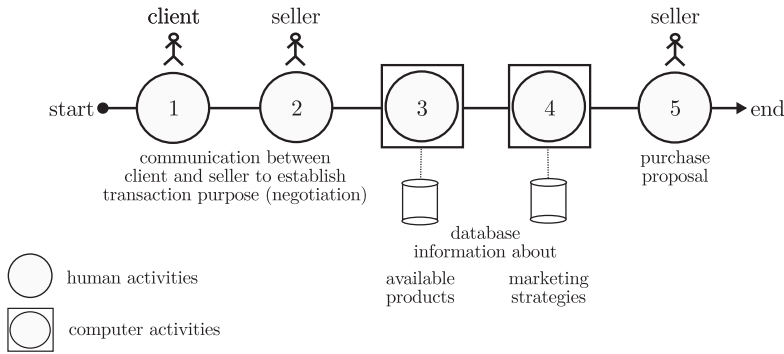 client
seller
seller
start
1
2
3
4
5
end
communication between
client and seller to establish
transaction purpose (negotiation)
purchase
proposal
database
information about
available
products
marketing
strategies
human activities
computer activities